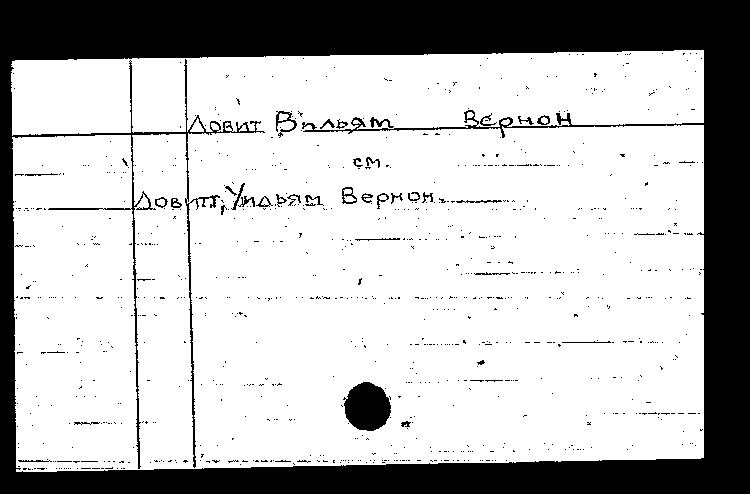 Ловит Вильям Вернон
см.
Ловитт, Уильям Вернон.